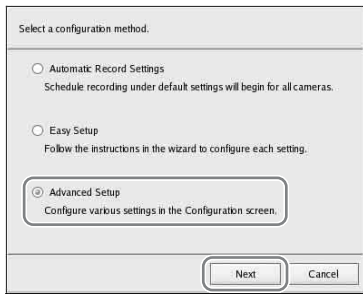 Select a configuration method.
Automatic Record Settings
Schedule recording under default settings will begin for all cameras.
Easy Setup
Follow the instructions in the wizard to configure each setting.
Advanced Setup
Configure various settings in the Configuration screen.
Next Cancel